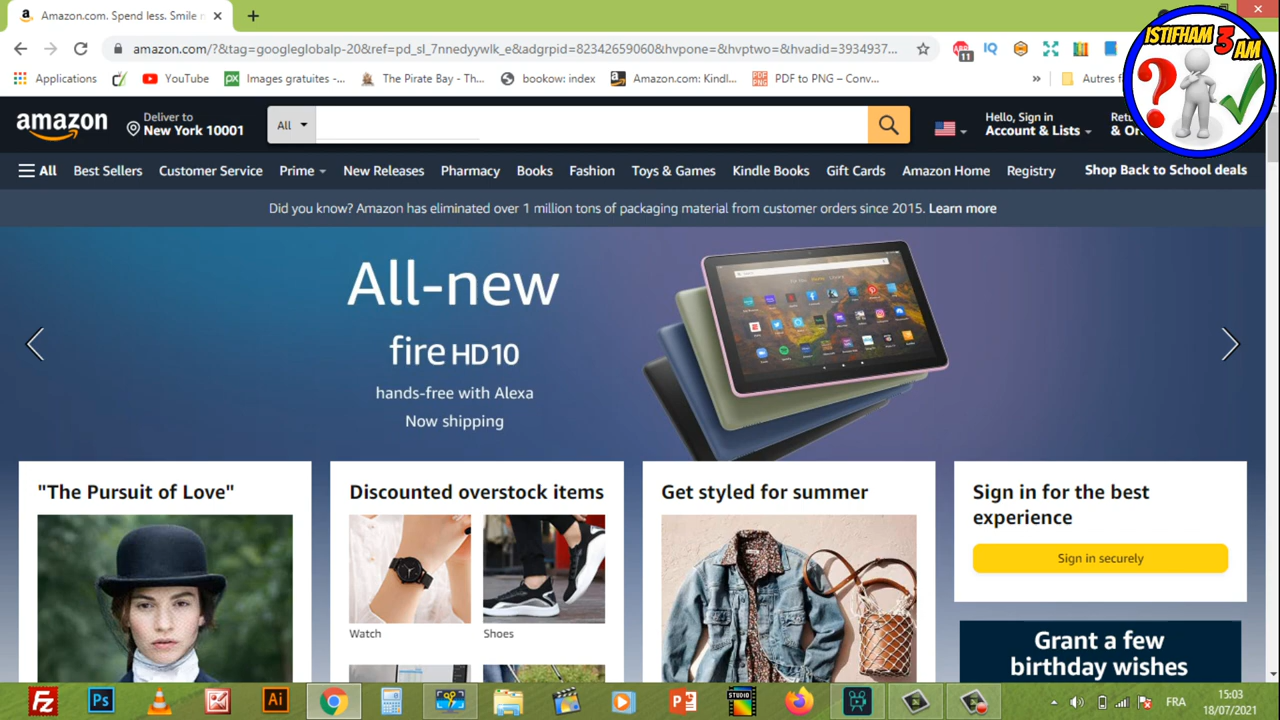 Amazon.com. Spend less. Smile
amazon.com/?&tag=googleglobalp-20&ref=pd_sl_7nnedyywlk_e&adgrpid=82342659060&hvpone=&hvptwo=&hvadid=3934937...
11
IQ
ISTIFHAM 3 AM
Applications
YouTube
Images gratuites -...
The Pirate Bay - Th...
bookow: index
Amazon.com: Kindl...
PDF to PNG – Conv...
»
Autres
amazon
Deliver to
New York 10001
All
Hello, Sign in
Account & Lists
All
Best Sellers
Customer Service
Prime
New Releases
Pharmacy
Books
Fashion
Toys & Games
Kindle Books
Gift Cards
Amazon Home
Registry
Shop Back to School deals
Did you know? Amazon has eliminated over 1 million tons of packaging material from customer orders since 2015. Learn more
All-new
fire HD10
hands-free with Alexa
Now shipping
"The Pursuit of Love"
Discounted overstock items
Watch
Shoes
Get styled for summer
Sign in for the best
experience
Sign in securely
Grant a few
birthday wishes
Fz
Ps
Ai
STUDIO
FRA
15:03
18/07/2021